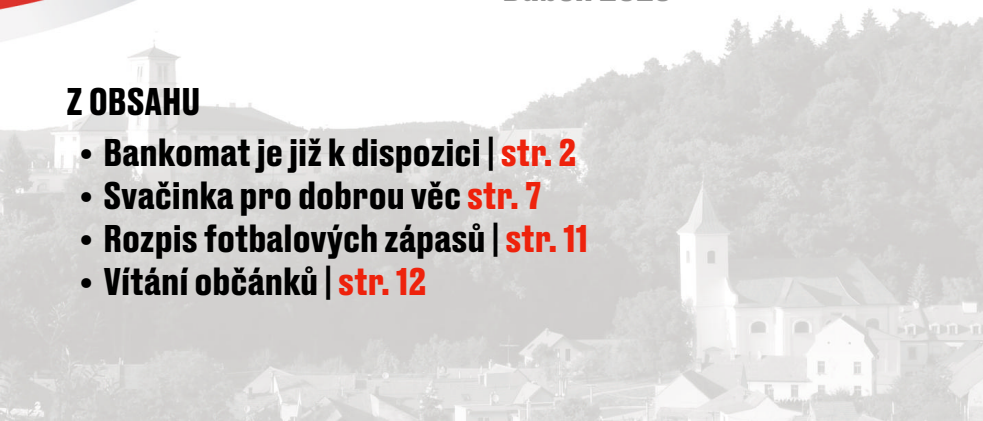 Z OBSAHU
• Bankomat je již k dispozici | str. 2
• Svačinka pro dobrou věc str. 7
• Rozpis fotbalových zápasů | str. 11
• Vítání občánků | str. 12